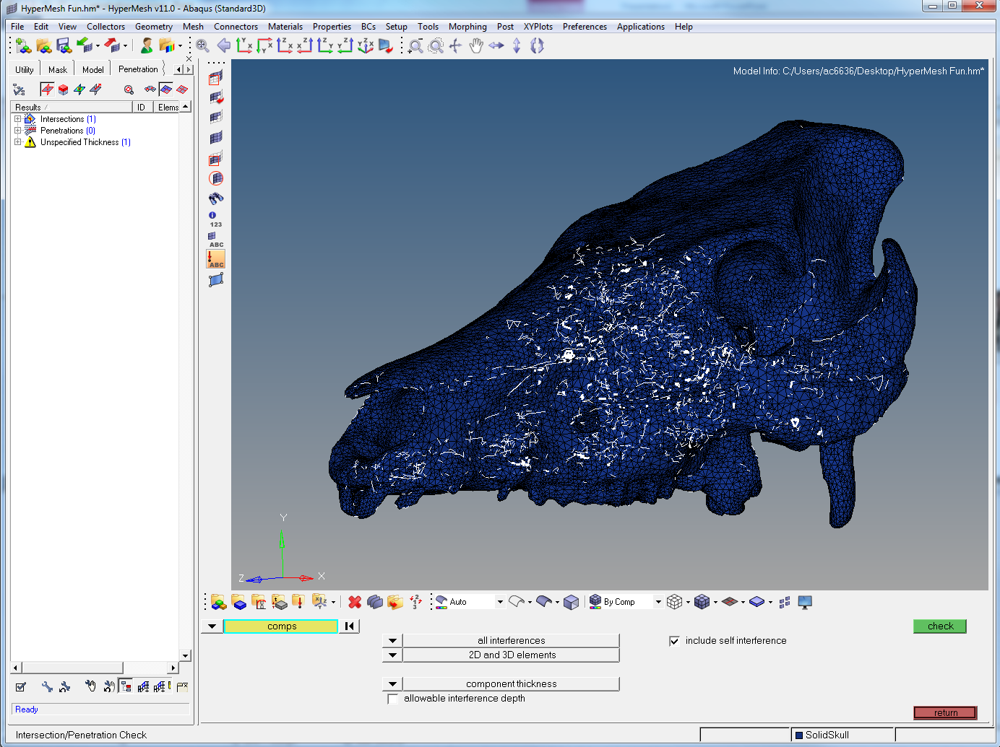 HyperMesh Fun.hm* - HyperMesh v11.0 - Abaqus (Standard3D)
File Edit View Collectors Geometry Mesh Connectors Materials Properties BCs Setup Tools Morphing Post XYPlots Preferences Applications Help
Utility Mask Model Penetration
Model Info: C:/Users/ac6636/Desktop/HyperMesh Fun.hm*
Results ID Elems
Intersections (1)
Penetrations (0)
Unspecified Thickness (1)
123
ABC
ABC
Y
Z X
Auto By Comp
comps check
all interferences include self interference
2D and 3D elements
component thickness
allowable interference depth
Ready return
Intersection/Penetration Check SolidSkull